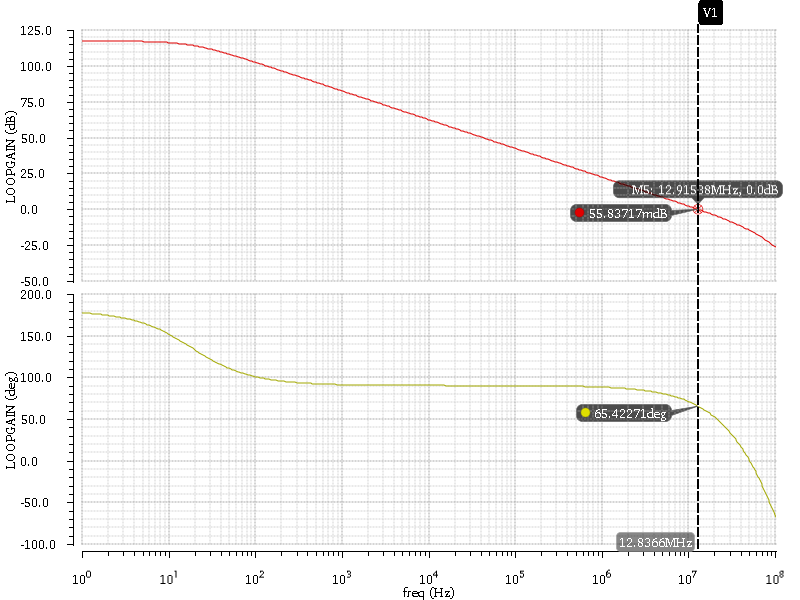 V1
125.0
100.0
75.0
50.0
25.0
0.0
-25.0
-50.0
LOOPGAIN (dB)
M5: 12.91538MHz, 0.0dB
55.83717mdB
200.0
150.0
100.0
50.0
0.0
-50.0
-100.0
LOOPGAIN (deg)
65.42271deg
12.8366MHz
10^0 10^1 10^2 10^3 10^4 10^5 10^6 10^7 10^8
freq (Hz)